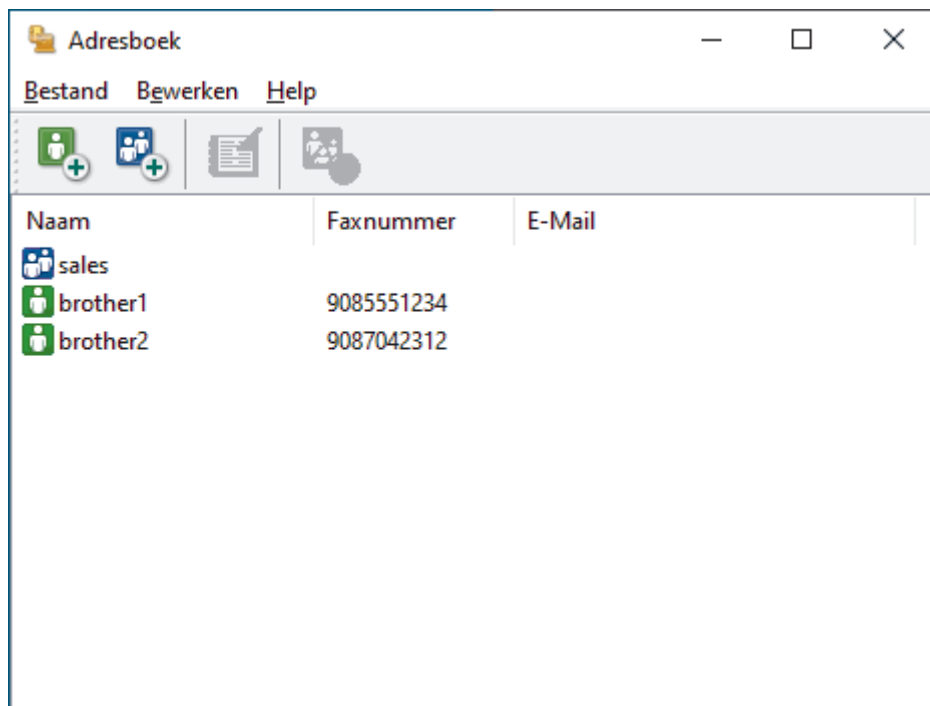 Adresboek
Bestand Bewerken Help
Naam Faxnummer E-Mail
sales
brother1 9085551234
brother2 9087042312